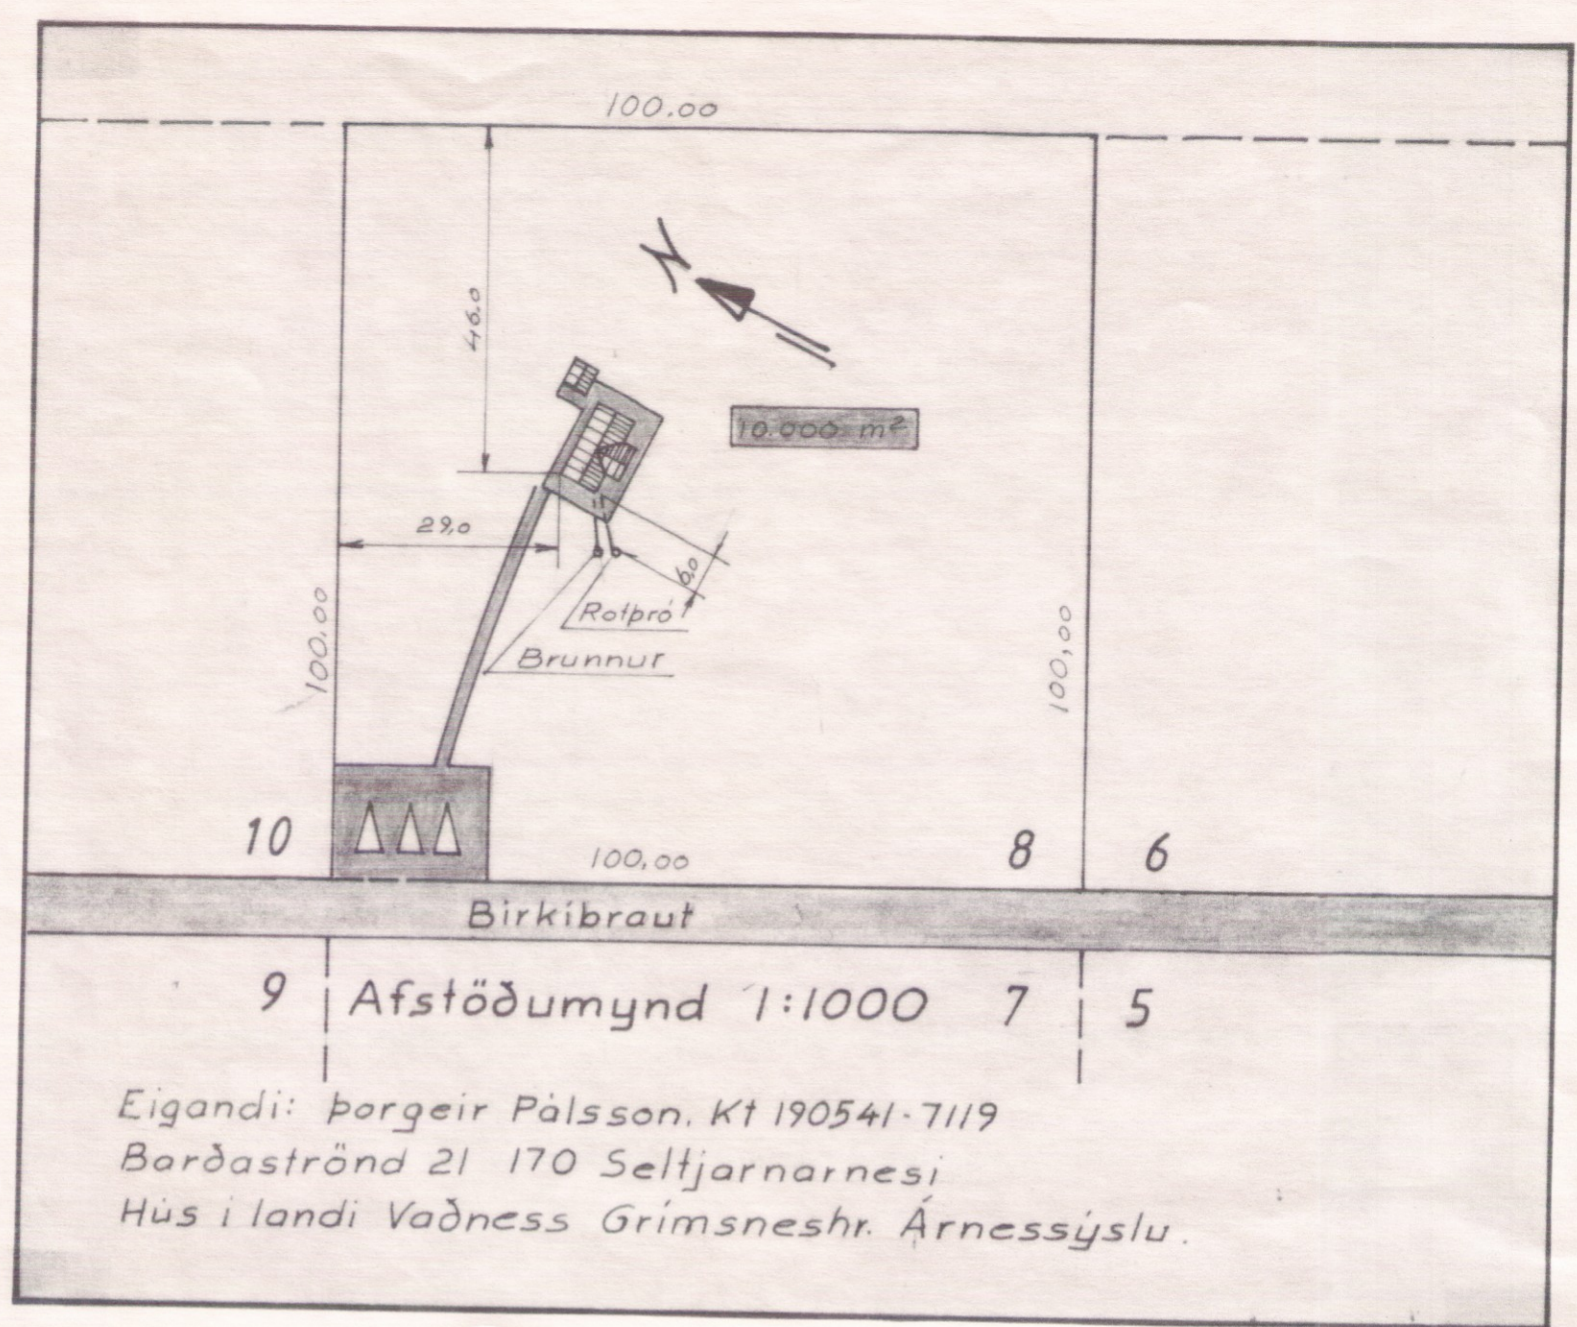 100.00
N
46.0
10.000 m²
29,0
6,0
Rotþró
Brunnur
100.00
100,00
10
100,00
8
6
Birkibraut
9
Afstöðumynd 1:1000
7
5
Eigandi: Þorgeir Pálsson. Kt 190541-7119
Barðaströnd 21 170 Seltjarnarnesi
Hús í landi Vaðness Grímsneshr. Árnessýslu.